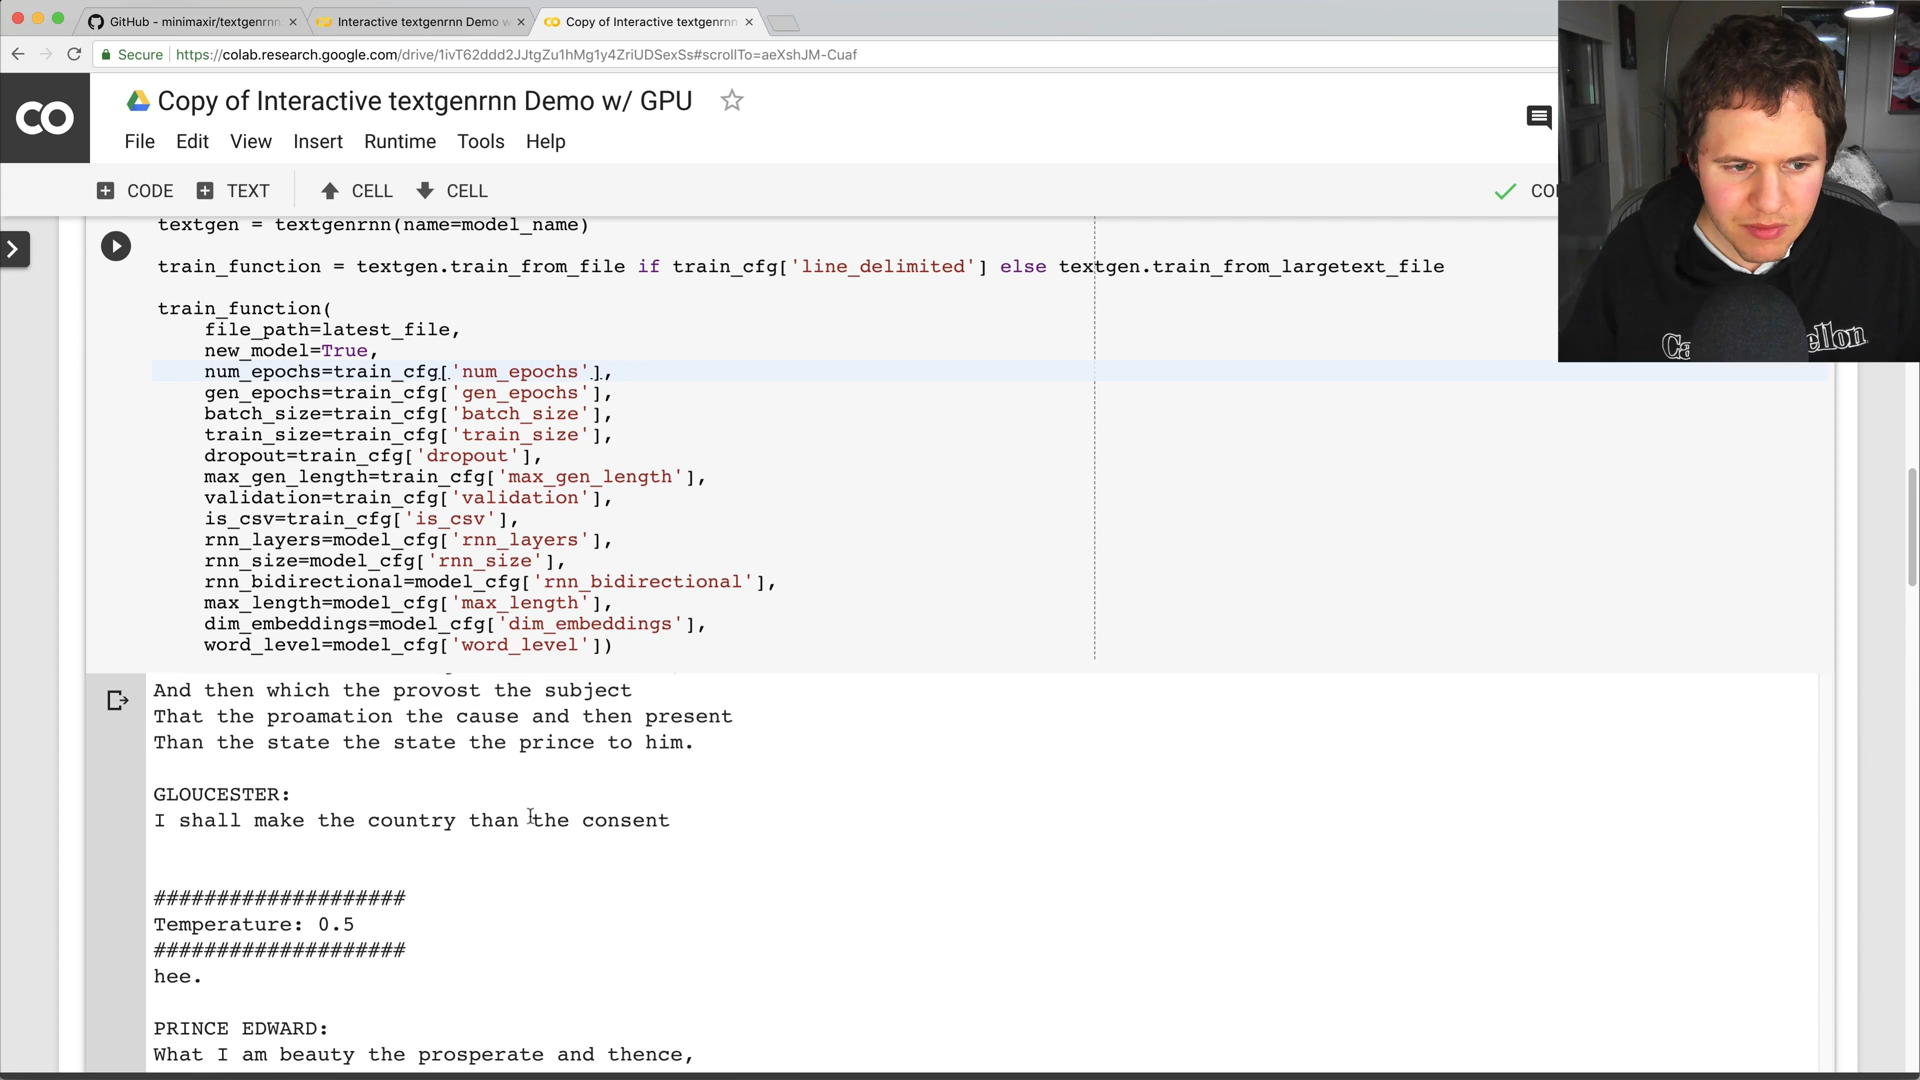 GitHub - minimaxir/textgenrnn
Interactive textgenrnn Demo w
Copy of Interactive textgenrnn
Secure https://colab.research.google.com/drive/1ivT62ddd2JJtgZu1hMg1y4ZriUDSexSs#scrollTo=aeXshJM-Cuaf
CO
Copy of Interactive textgenrnn Demo w/ GPU
File Edit View Insert Runtime Tools Help
CODE TEXT CELL CELL
textgen = textgenrnn(name=model_name)
train_function = textgen.train_from_file if train_cfg['line_delimited'] else textgen.train_from_largetext_file
train_function(
file_path=latest_file,
new_model=True,
num_epochs=train_cfg['num_epochs'],
gen_epochs=train_cfg['gen_epochs'],
batch_size=train_cfg['batch_size'],
train_size=train_cfg['train_size'],
dropout=train_cfg['dropout'],
max_gen_length=train_cfg['max_gen_length'],
validation=train_cfg['validation'],
is_csv=train_cfg['is_csv'],
rnn_layers=model_cfg['rnn_layers'],
rnn_size=model_cfg['rnn_size'],
rnn_bidirectional=model_cfg['rnn_bidirectional'],
max_length=model_cfg['max_length'],
dim_embeddings=model_cfg['dim_embeddings'],
word_level=model_cfg['word_level'])
And then which the provost the subject
That the proamation the cause and then present
Than the state the state the prince to him.
GLOUCESTER:
I shall make the country than the consent
####################
Temperature: 0.5
####################
hee.
PRINCE EDWARD:
What I am beauty the prosperate and thence,